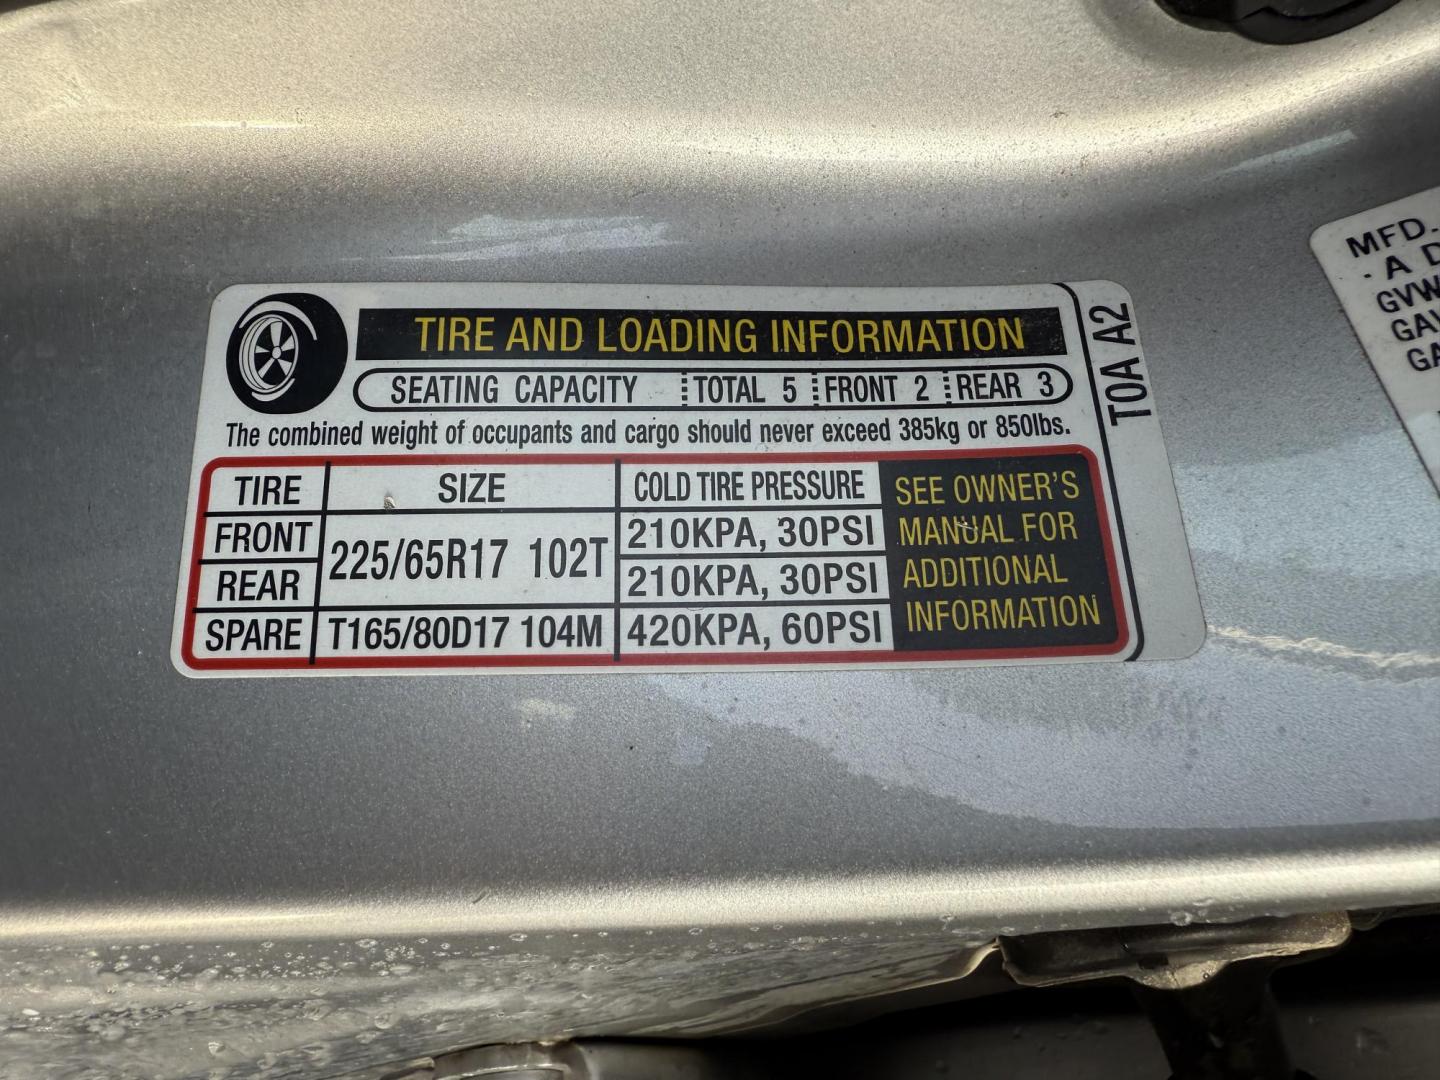 TIRE AND LOADING INFORMATION
SEATING CAPACITY TOTAL 5 FRONT 2 REAR 3
The combined weight of occupants and cargo should never exceed 385kg or 850lbs.
TIRE SIZE COLD TIRE PRESSURE
FRONT 225/65R17 102T 210KPA, 30PSI
REAR 210KPA, 30PSI
SPARE T165/80D17 104M 420KPA, 60PSI
SEE OWNER'S
MANUAL FOR
ADDITIONAL
INFORMATION
T0A A2
MFD.